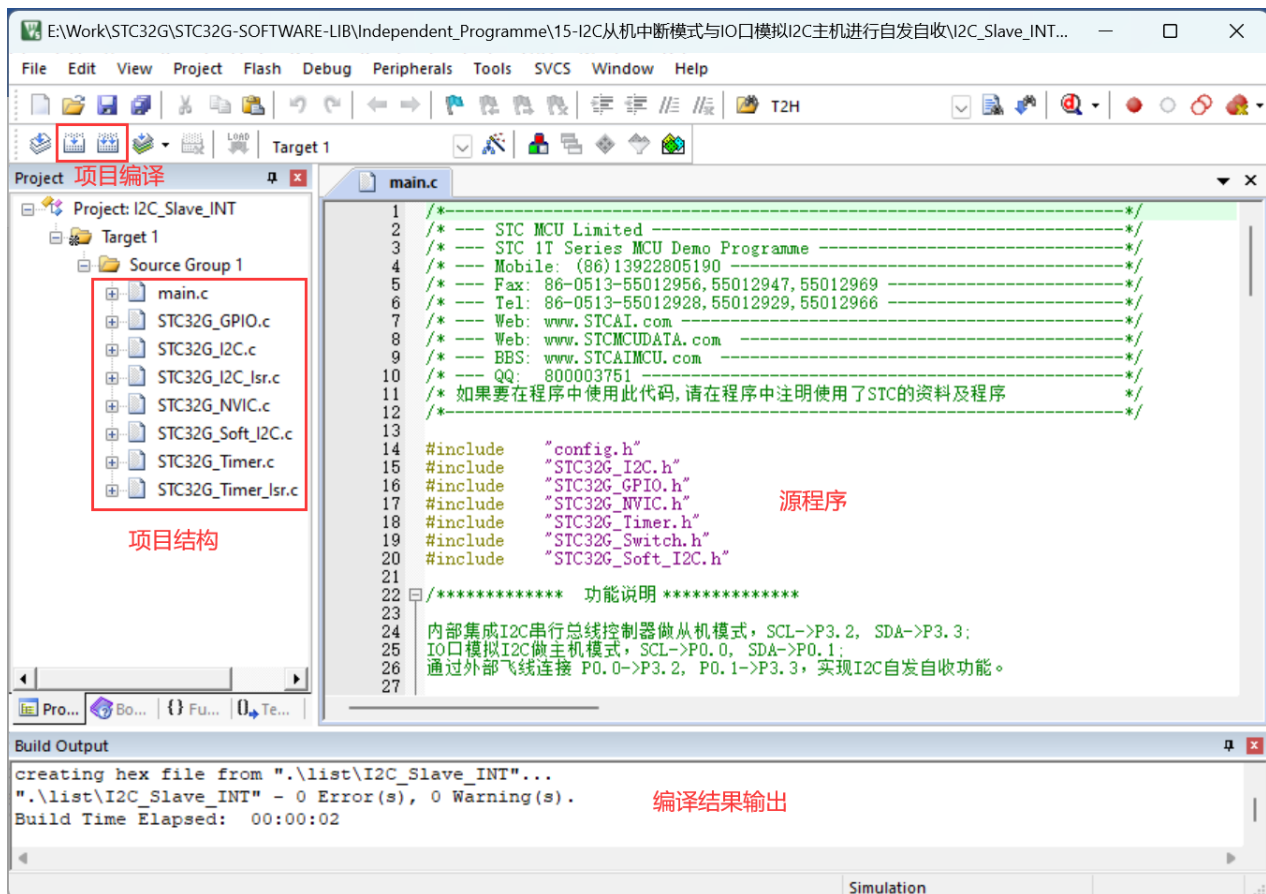 E:\Work\STC32G\STC32G-SOFTWARE-LIB\Independent_Programme\15-I2C从机中断模式与IO口模拟I2C主机进行自发自收\I2C_Slave_INT...
File Edit View Project Flash Debug Peripherals Tools SVCS Window Help
T2H
LOAD
Target 1
Project 项目编译
main.c
Project: I2C_Slave_INT
Target 1
Source Group 1
main.c
STC32G_GPIO.c
STC32G_I2C.c
STC32G_I2C_Isr.c
STC32G_NVIC.c
STC32G_Soft_I2C.c
STC32G_Timer.c
STC32G_Timer_Isr.c
项目结构
1 /*---------------------------------------------------------------------*/
2 /* --- STC MCU Limited ------------------------------------------------*/
3 /* --- STC 1T Series MCU Demo Programme -------------------------------*/
4 /* --- Mobile: (86)13922805190 ----------------------------------------*/
5 /* --- Fax: 86-0513-55012956,55012947,55012969 ------------------------*/
6 /* --- Tel: 86-0513-55012928,55012929,55012966 ------------------------*/
7 /* --- Web: www.STCAI.com ---------------------------------------------*/
8 /* --- Web: www.STCMCUDATA.com  ---------------------------------------*/
9 /* --- BBS: www.STCAIMCU.com  -----------------------------------------*/
10 /* --- QQ:  800003751 -------------------------------------------------*/
11 /* 如果要在程序中使用此代码,请在程序中注明使用了STC的资料及程序            */
12 /*---------------------------------------------------------------------*/
13
14 #include    "config.h"
15 #include    "STC32G_I2C.h"
16 #include    "STC32G_GPIO.h"
17 #include    "STC32G_NVIC.h"
18 #include    "STC32G_Timer.h"
19 #include    "STC32G_Switch.h"
20 #include    "STC32G_Soft_I2C.h"
源程序
21
22 /*************  功能说明 **************
23
24 内部集成I2C串行总线控制器做从机模式，SCL->P3.2, SDA->P3.3;
25 IO口模拟I2C做主机模式，SCL->P0.0, SDA->P0.1;
26 通过外部飞线连接 P0.0->P3.2, P0.1->P3.3，实现I2C自发自收功能。
27
Pro... Bo... {} Fu... Te...
Build Output
creating hex file from ".\list\I2C_Slave_INT"...
".\list\I2C_Slave_INT" - 0 Error(s), 0 Warning(s).
Build Time Elapsed:  00:00:02
编译结果输出
Simulation